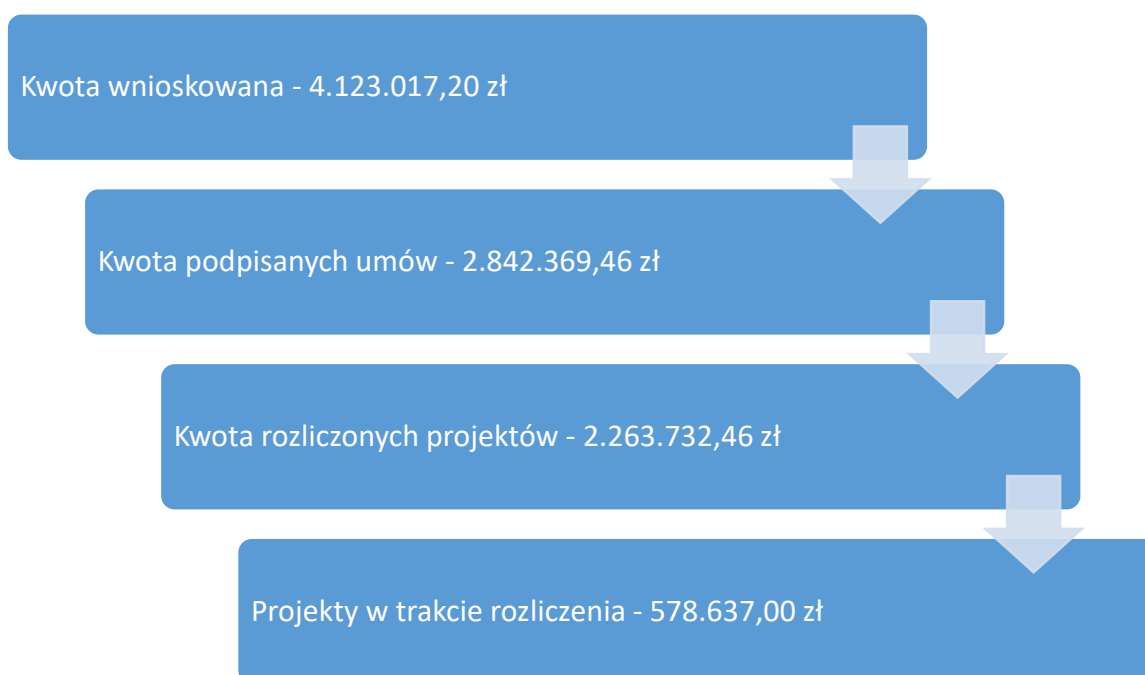 Kwota wnioskowana - 4.123.017,20 zł
Kwota podpisanych umów - 2.842.369,46 zł
Kwota rozliczonych projektów - 2.263.732,46 zł
Projekty w trakcie rozliczenia - 578.637,00 zł